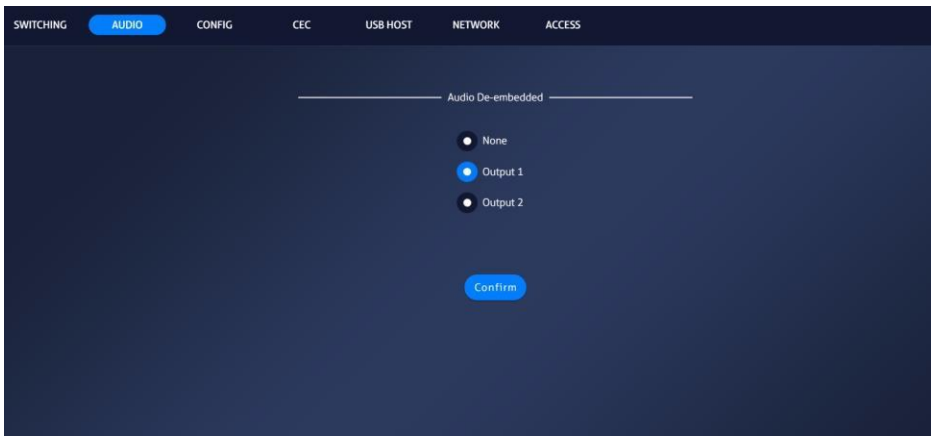 SWITCHING AUDIO CONFIG CEC USB HOST NETWORK ACCESS
Audio De-embedded
None
Output 1
Output 2
Confirm